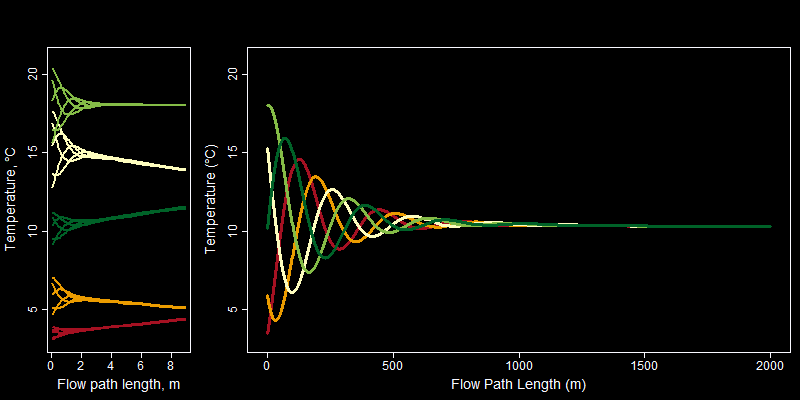 20
15
10
5
Temperature, °C
0 2 4 6 8
Flow path length, m
20
15
10
5
Temperature (°C)
0 500 1000 1500 2000
Flow Path Length (m)